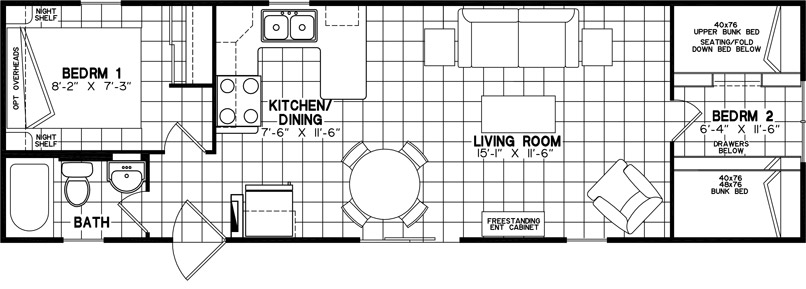 NIGHT
SHELF
OPT OVERHEADS
BEDRM 1
8'-2" X 7'-3"
NIGHT
SHELF
BATH
KITCHEN/
DINING
7'-6" X 11'-6"
LIVING ROOM
15'-1" X 11'-6"
FREESTANDING
ENT CABINET
40x76
UPPER BUNK BED
SEATING/FOLD
DOWN BED BELOW
BEDRM 2
6'-4" X 11'-6"
DRAWERS
BELOW
40x76
48x76
BUNK BED